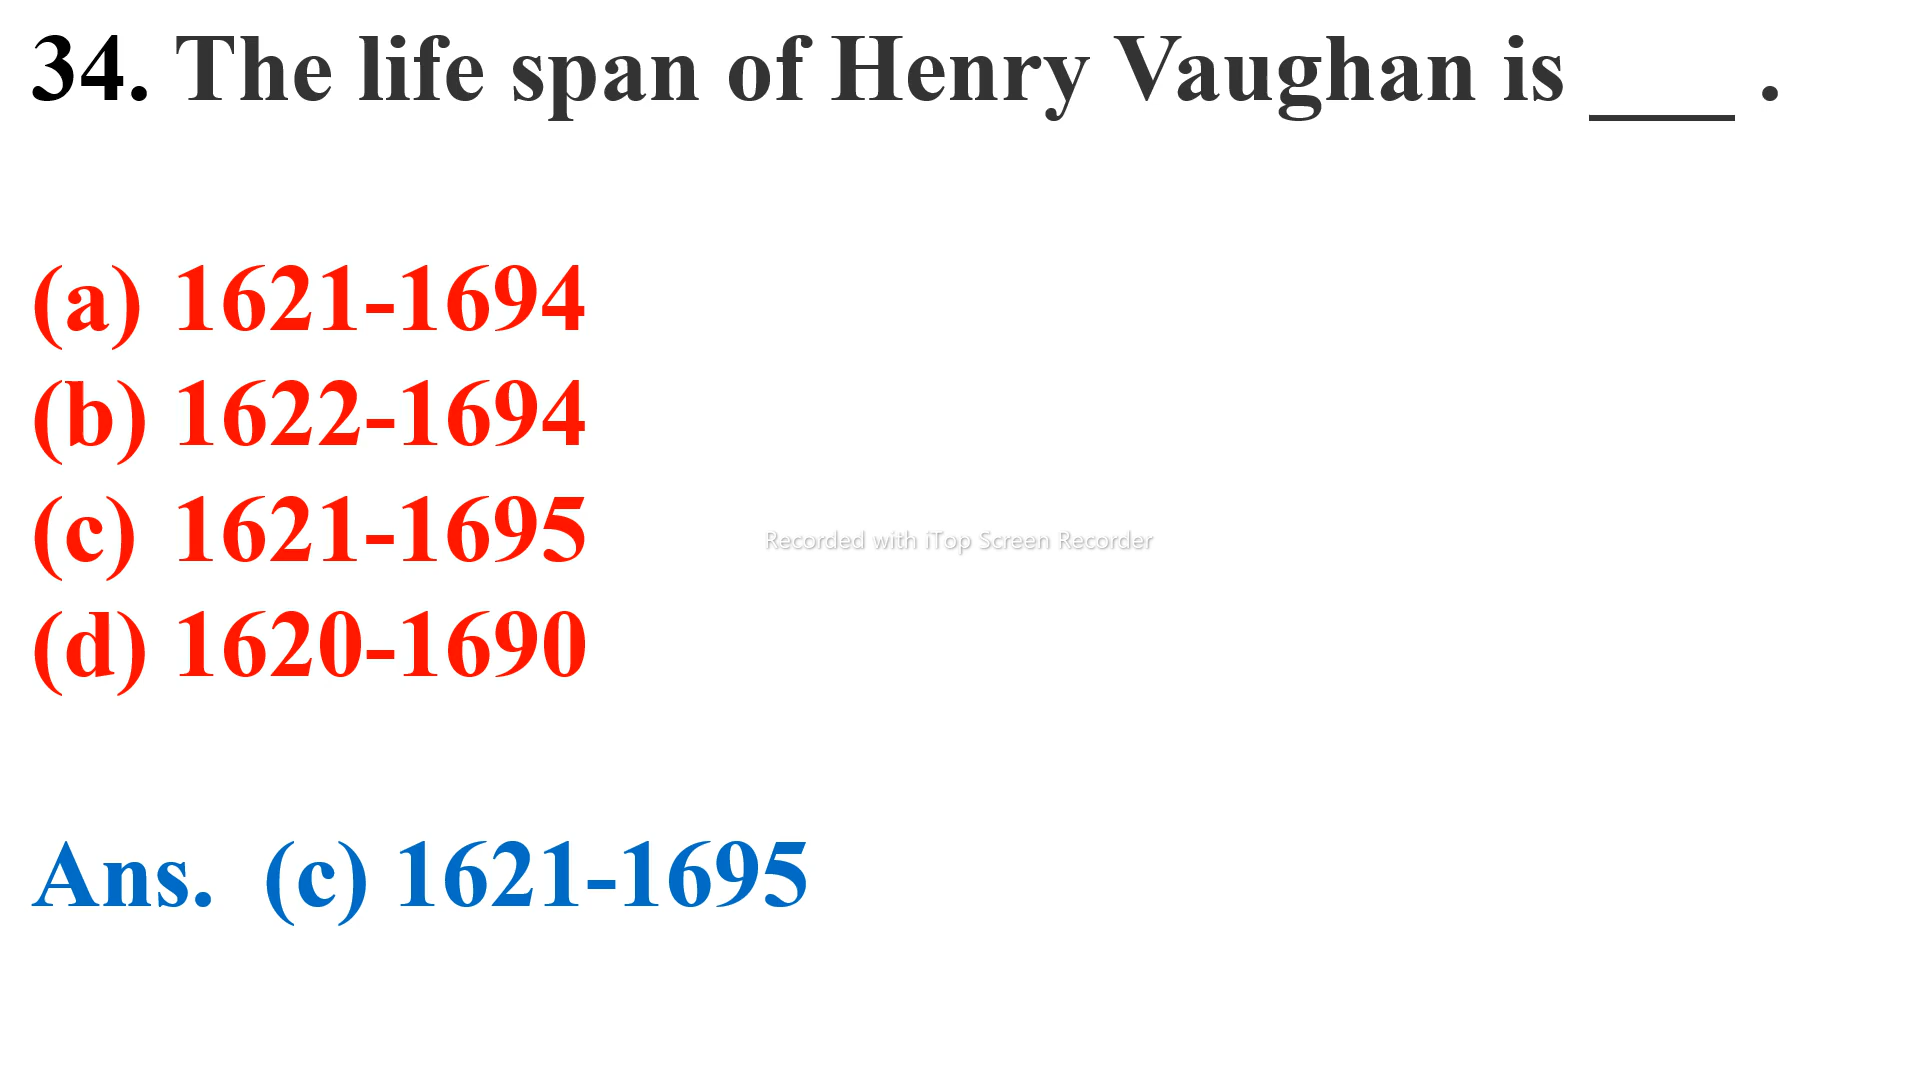 34. The life span of Henry Vaughan is ___ .
(a) 1621-1694
(b) 1622-1694
(c) 1621-1695
Recorded with iTop Screen Recorder
(d) 1620-1690
Ans. (c) 1621-1695